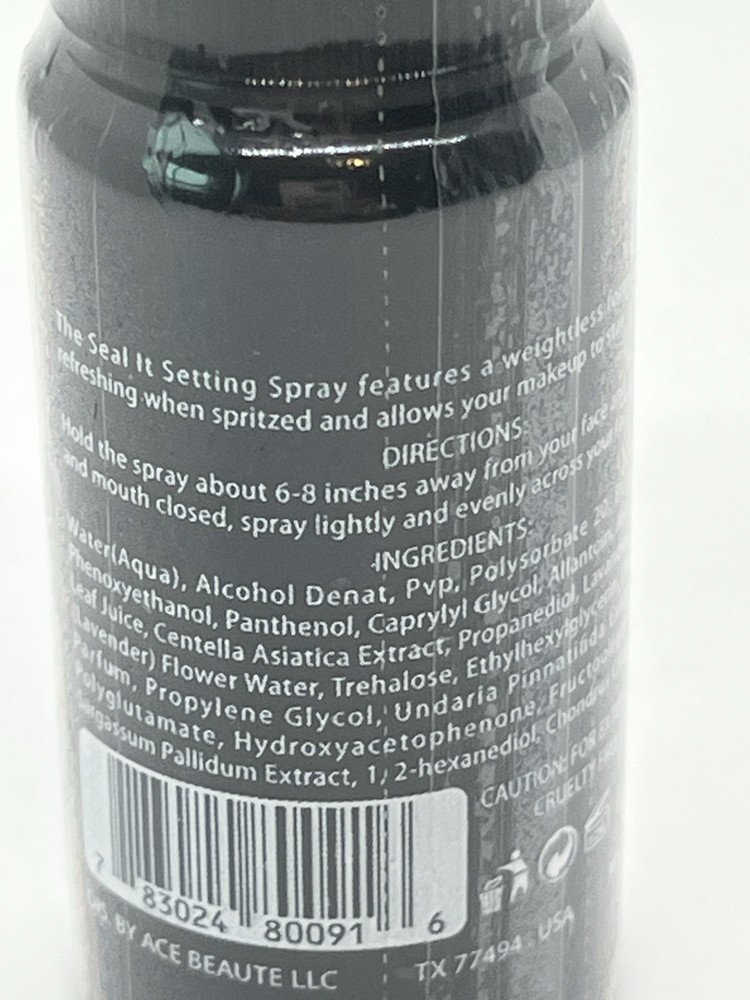 The Seal It Setting Spray features a weightless
refreshing when spritzed and allows your makeup to
DIRECTIONS:
Hold the spray about 6-8 inches away from your face
and mouth closed, spray lightly and evenly across your
INGREDIENTS:
Water(Aqua), Alcohol Denat, Pvp, Polysorbate 20,
Phenoxyethanol, Panthenol, Caprylyl Glycol, Allantoin,
Leaf Juice, Centella Asiatica Extract, Propanediol,
(Lavender) Flower Water, Trehalose,
Parfum, Propylene Glycol, Undaria Pinnatifida
Polyglutamate, Hydroxyacetophenone,
Sargassum Pallidum Extract, 1, 2-hexanediol,
CAUTION: FOR
CRUELTY
7 83024 80091 6
BY ACE BEAUTE LLC TX 77494 USA